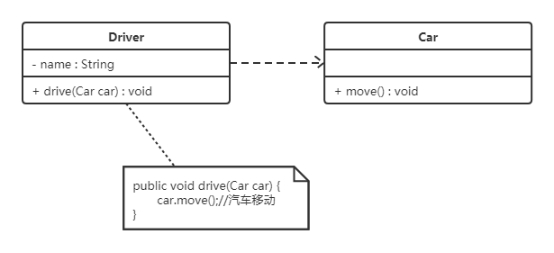 Driver
- name : String
+ drive(Car car) : void
Car
+ move() : void
public void drive(Car car) {
car.move();//汽车移动
}